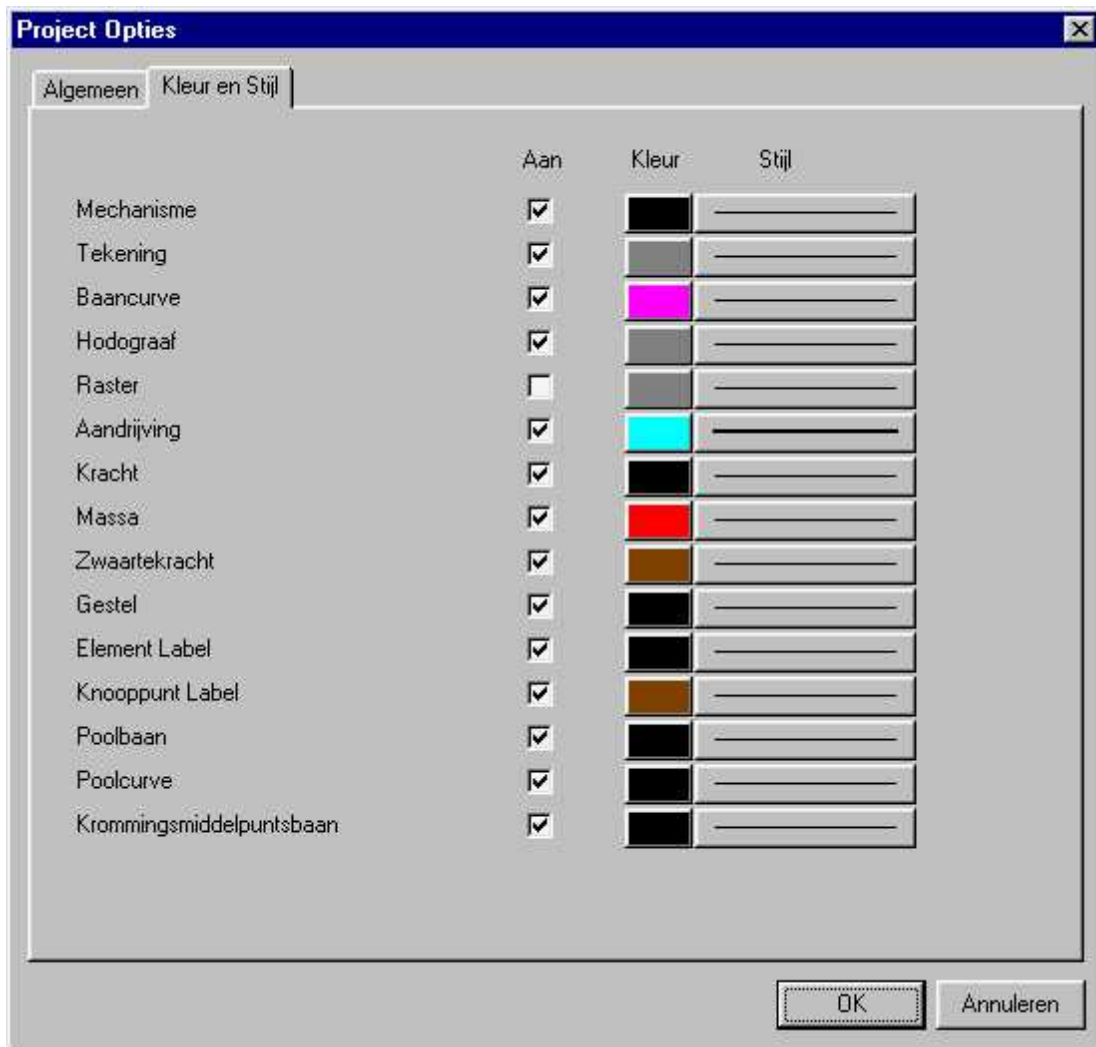 Project Opties
Algemeen Kleur en Stijl
Aan Kleur Stijl
Mechanisme
Tekening
Baancurve
Hodograaf
Raster
Aandrijving
Kracht
Massa
Zwaartekracht
Gestel
Element Label
Knooppunt Label
Poolbaan
Poolcurve
Krommingsmiddelpuntsbaan
OK Annuleren